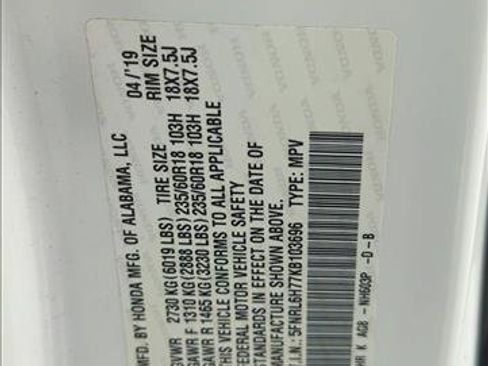 MFD. BY HONDA MFG. OF ALABAMA, LLC 04/'19
GVWR 2730 KG(6019 LBS) TIRE SIZE RIM SIZE
GAWR F 1310 KG(2888 LBS)235/60R18 103H 18X7.5J
GAWR R 1465 KG(3230 LBS)235/60R18 103H 18X7.5J
THIS VEHICLE CONFORMS TO ALL APPLICABLE
FEDERAL MOTOR VEHICLE SAFETY
STANDARDS IN EFFECT ON THE DATE OF
MANUFACTURE SHOWN ABOVE.
V.I.N.: 5FNRL6H77KB103696 TYPE: MPV
HR K AGB -NH603P -D-B